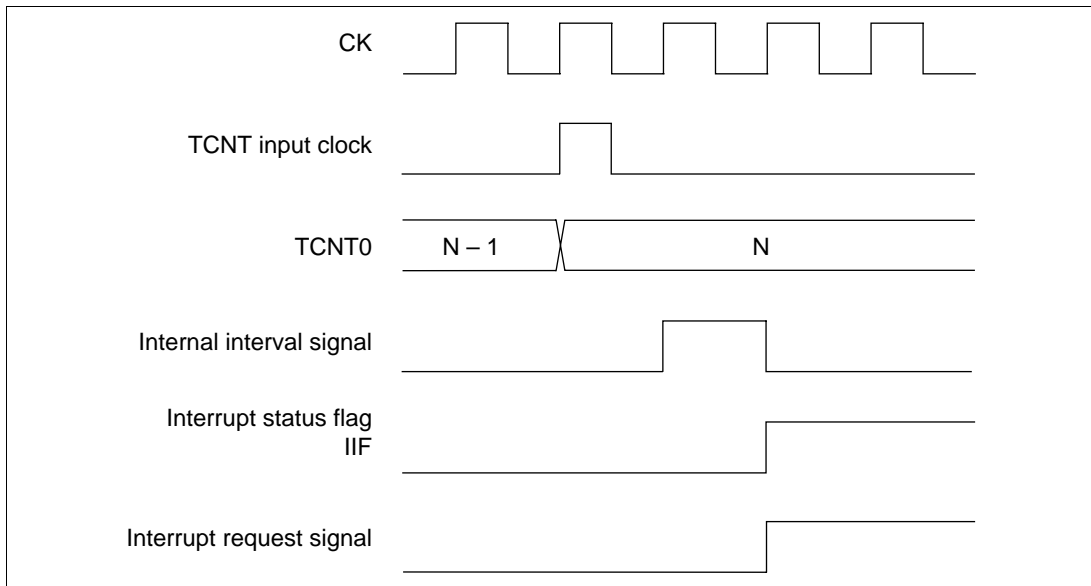 CK
TCNT input clock
TCNT0
N – 1
N
Internal interval signal
Interrupt status flag
IIF
Interrupt request signal